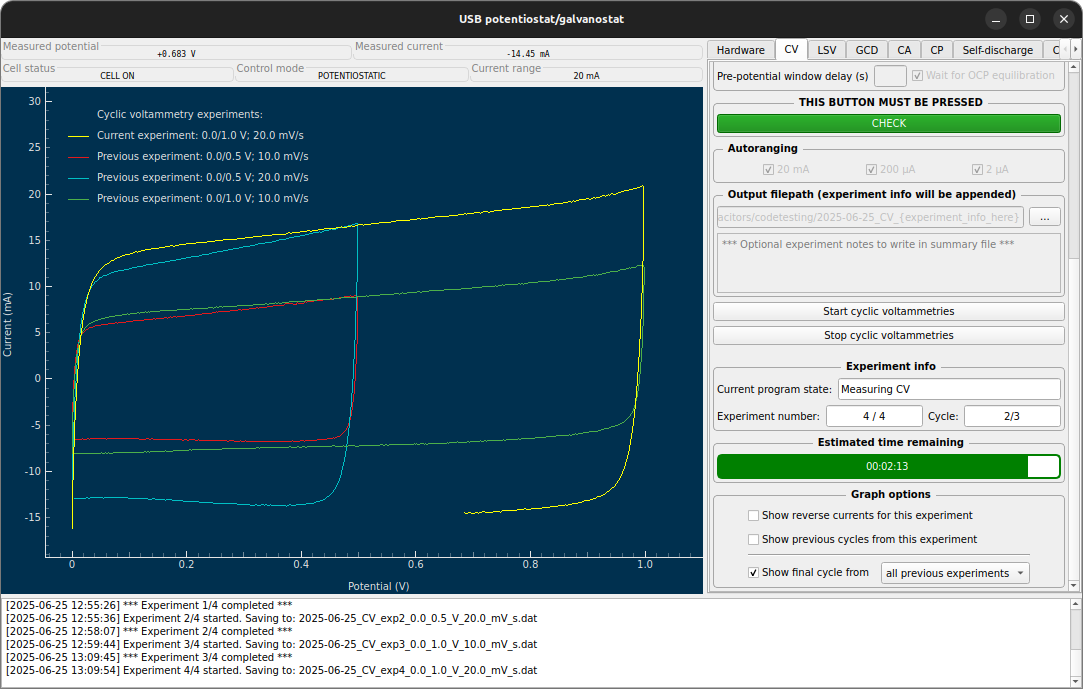 USB potentiostat/galvanostat
Measured potential
+0.683 V
Measured current
-14.45 mA
Cell status
CELL ON
Control mode
POTENTIOSTATIC
Current range
20 mA
Cyclic voltammetry experiments:
Current experiment: 0.0/1.0 V; 20.0 mV/s
Previous experiment: 0.0/0.5 V; 10.0 mV/s
Previous experiment: 0.0/0.5 V; 20.0 mV/s
Previous experiment: 0.0/1.0 V; 10.0 mV/s
30
25
20
15
10
5
0
-5
-10
-15
Current (mA)
0
0.2
0.4
0.6
0.8
1.0
Potential (V)
Hardware CV LSV GCD CA CP Self-discharge C
Pre-potential window delay (s) Wait for OCP equilibration
THIS BUTTON MUST BE PRESSED
CHECK
Autoranging
20 mA 200 µA 2 µA
Output filepath (experiment info will be appended)
acitors/codetesting/2025-06-25_CV_{experiment_info_here} ...
*** Optional experiment notes to write in summary file ***
Start cyclic voltammetries
Stop cyclic voltammetries
Experiment info
Current program state: Measuring CV
Experiment number: 4 / 4 Cycle: 2/3
Estimated time remaining
00:02:13
Graph options
Show reverse currents for this experiment
Show previous cycles from this experiment
Show final cycle from all previous experiments
[2025-06-25 12:55:26] *** Experiment 1/4 completed ***
[2025-06-25 12:55:36] Experiment 2/4 started. Saving to: 2025-06-25_CV_exp2_0.0_0.5_V_20.0_mV_s.dat
[2025-06-25 12:58:07] *** Experiment 2/4 completed ***
[2025-06-25 12:59:44] Experiment 3/4 started. Saving to: 2025-06-25_CV_exp3_0.0_1.0_V_10.0_mV_s.dat
[2025-06-25 13:09:45] *** Experiment 3/4 completed ***
[2025-06-25 13:09:54] Experiment 4/4 started. Saving to: 2025-06-25_CV_exp4_0.0_1.0_V_20.0_mV_s.dat